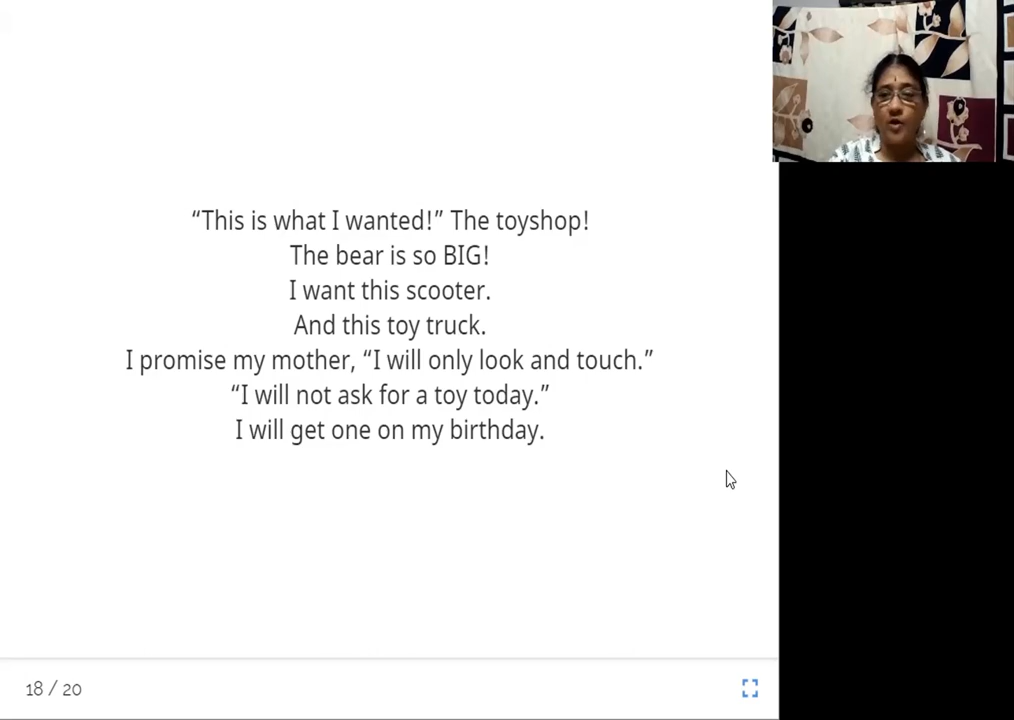 “This is what I wanted!” The toyshop!
The bear is so BIG!
I want this scooter.
And this toy truck.
I promise my mother, “I will only look and touch.”
“I will not ask for a toy today.”
I will get one on my birthday.
18 / 20